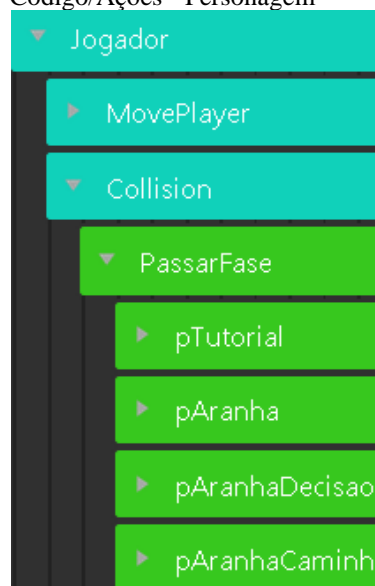 Código/Ações - Personagem
Jogador
MovePlayer
Collision
PassarFase
pTutorial
pAranha
pAranhaDecisao
pAranhaCaminh